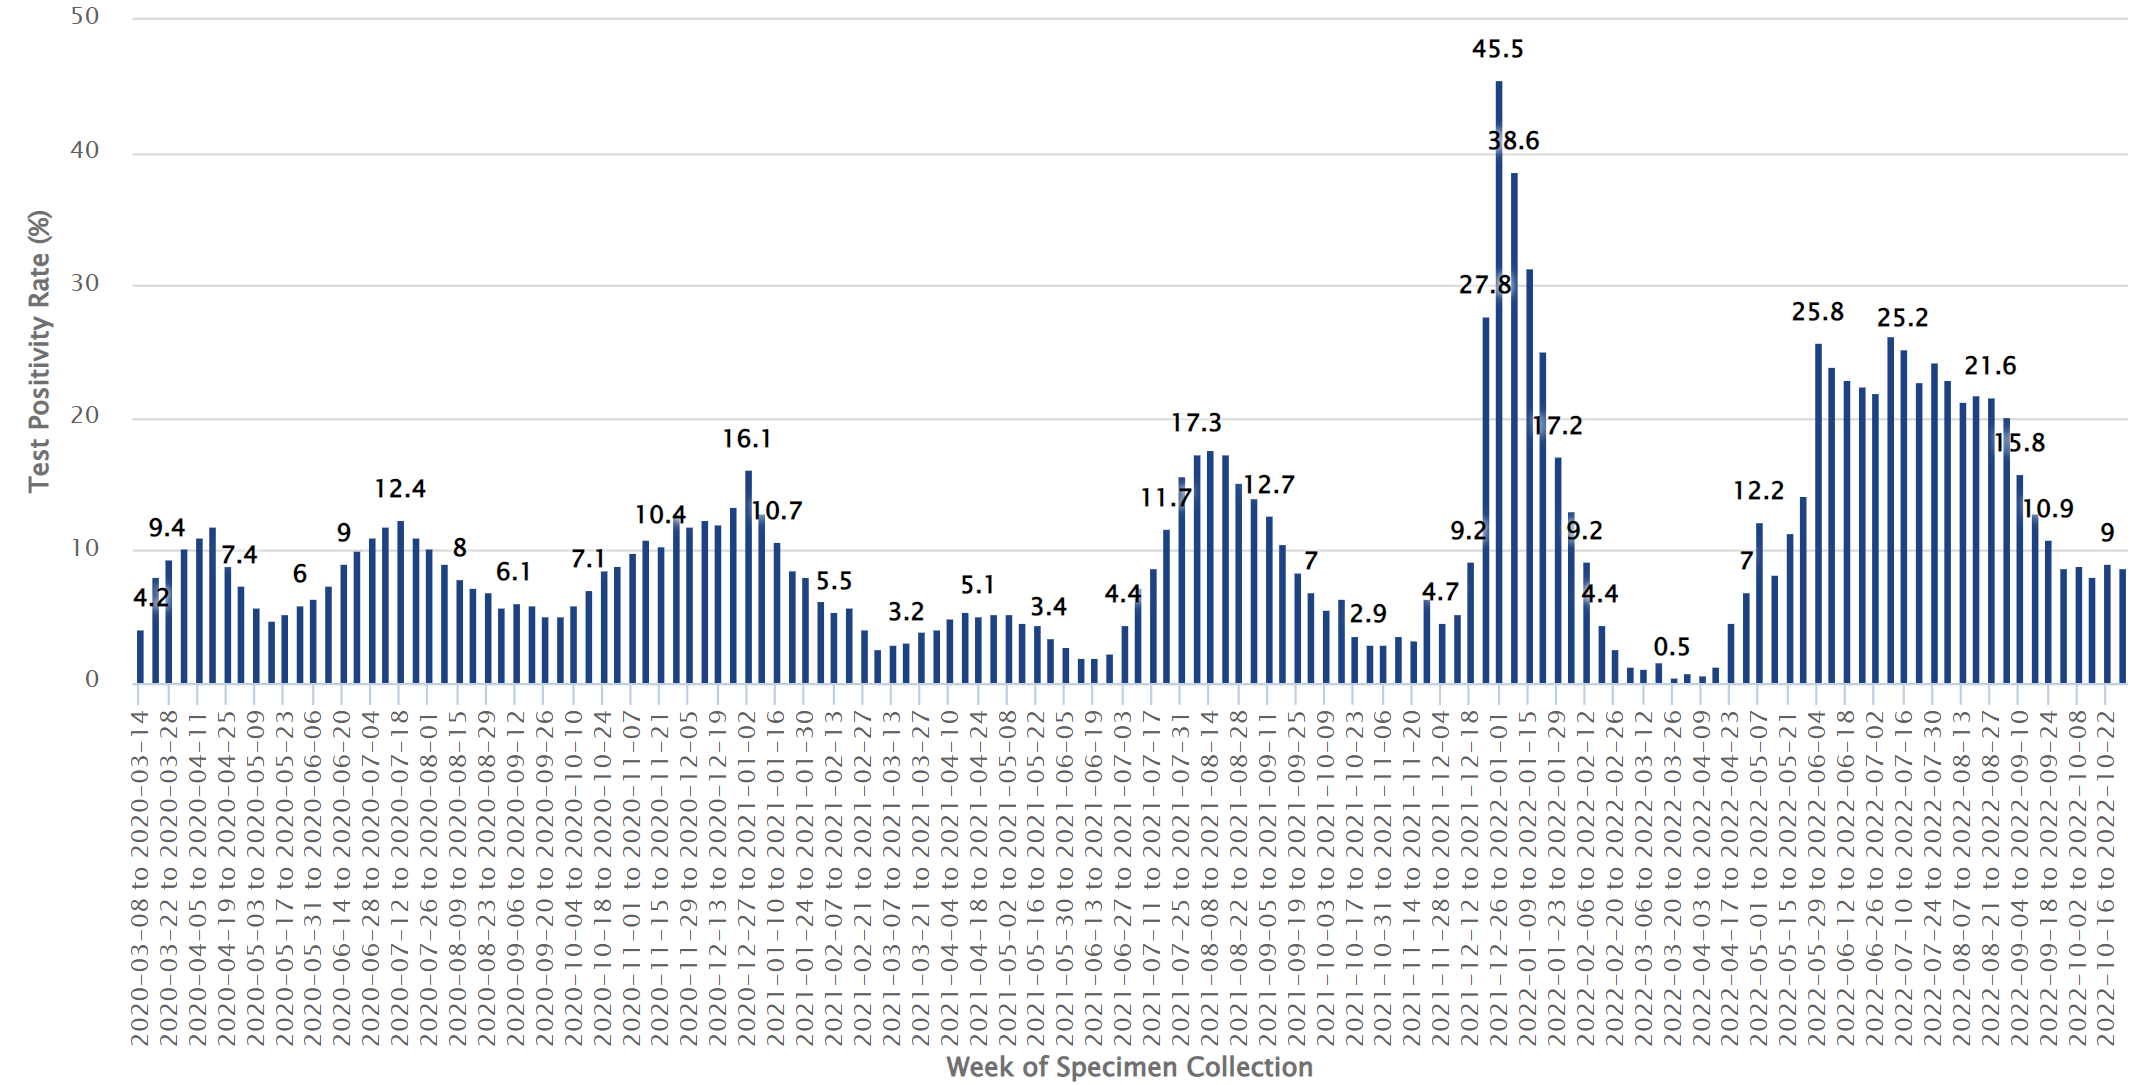 50
40
30
20
10
0
Test Positivity Rate (%)
4.2
9.4
7.4
6
9
12.4
8
6.1
7.1
10.4
16.1
10.7
5.5
3.2
5.1
3.4
4.4
11.7
17.3
12.7
7
2.9
4.7
9.2
27.8
45.5
38.6
17.2
9.2
4.4
0.5
7
12.2
25.8
25.2
21.6
15.8
10.9
9
2020-03-08 to 2020-03-14
2020-03-22 to 2020-03-28
2020-04-05 to 2020-04-11
2020-04-19 to 2020-04-25
2020-05-03 to 2020-05-09
2020-05-17 to 2020-05-23
2020-05-31 to 2020-06-06
2020-06-14 to 2020-06-20
2020-06-28 to 2020-07-04
2020-07-12 to 2020-07-18
2020-07-26 to 2020-08-01
2020-08-09 to 2020-08-15
2020-08-23 to 2020-08-29
2020-09-06 to 2020-09-12
2020-09-20 to 2020-09-26
2020-10-04 to 2020-10-10
2020-10-18 to 2020-10-24
2020-11-01 to 2020-11-07
2020-11-15 to 2020-11-21
2020-11-29 to 2020-12-05
2020-12-13 to 2020-12-19
2020-12-27 to 2021-01-02
2021-01-10 to 2021-01-16
2021-01-24 to 2021-01-30
2021-02-07 to 2021-02-13
2021-02-21 to 2021-02-27
2021-03-07 to 2021-03-13
2021-03-21 to 2021-03-27
2021-04-04 to 2021-04-10
2021-04-18 to 2021-04-24
2021-05-02 to 2021-05-08
2021-05-16 to 2021-05-22
2021-05-30 to 2021-06-05
2021-06-13 to 2021-06-19
2021-06-27 to 2021-07-03
2021-07-11 to 2021-07-17
2021-07-25 to 2021-07-31
2021-08-08 to 2021-08-14
2021-08-22 to 2021-08-28
2021-09-05 to 2021-09-11
2021-09-19 to 2021-09-25
2021-10-03 to 2021-10-09
2021-10-17 to 2021-10-23
2021-10-31 to 2021-11-06
2021-11-14 to 2021-11-20
2021-11-28 to 2021-12-04
2021-12-12 to 2021-12-18
2021-12-26 to 2022-01-01
2022-01-09 to 2022-01-15
2022-01-23 to 2022-01-29
2022-02-06 to 2022-02-12
2022-02-20 to 2022-02-26
2022-03-06 to 2022-03-12
2022-03-20 to 2022-03-26
2022-04-03 to 2022-04-09
2022-04-17 to 2022-04-23
2022-05-01 to 2022-05-07
2022-05-15 to 2022-05-21
2022-05-29 to 2022-06-04
2022-06-12 to 2022-06-18
2022-06-26 to 2022-07-02
2022-07-10 to 2022-07-16
2022-07-24 to 2022-07-30
2022-08-07 to 2022-08-13
2022-08-21 to 2022-08-27
2022-09-04 to 2022-09-10
2022-09-18 to 2022-09-24
2022-10-02 to 2022-10-08
2022-10-16 to 2022-10-22
Week of Specimen Collection